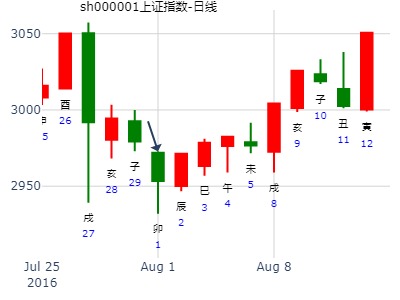 sh000001上证指数-日线
3050
3000
2950
申
5
酉
26
戌
27
亥
28
子
29
卯
1
辰
2
巳
3
午
4
未
5
戌
8
亥
9
子
10
丑
11
寅
12
Jul 25
2016
Aug 1
Aug 8